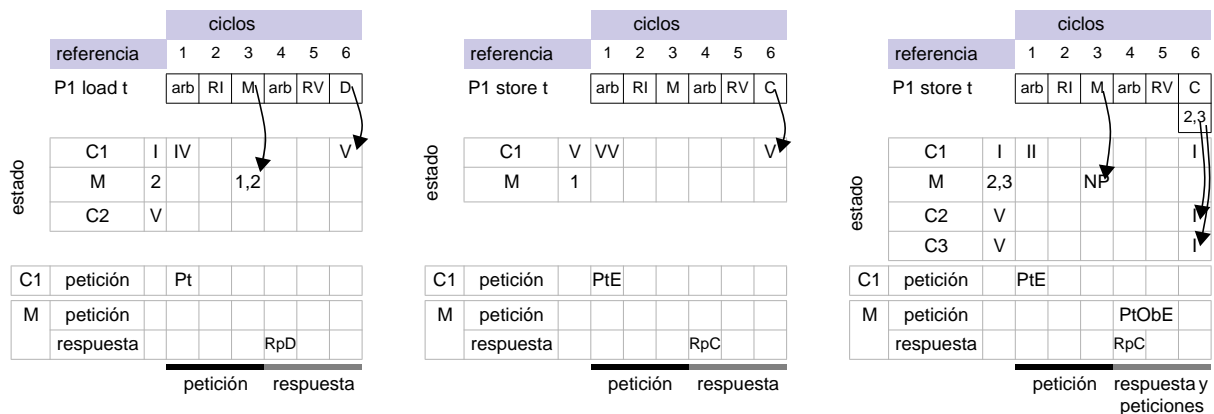 ciclos
referencia 1 2 3 4 5 6
P1 load t arb RI M arb RV D
estado
C1 I IV V
M 2 1,2
C2 V
C1 petición Pt
M petición
respuesta RpD
petición respuesta
ciclos
referencia 1 2 3 4 5 6
P1 store t arb RI M arb RV C
estado
C1 V VV V
M 1
C1 petición PtE
M petición
respuesta RpC
petición respuesta
ciclos
referencia 1 2 3 4 5 6
P1 store t arb RI M arb RV C
2,3
estado
C1 I II I
M 2,3 NP
C2 V I
C3 V I
C1 petición PtE
M petición PtObE
respuesta RpC
petición respuesta y
peticiones